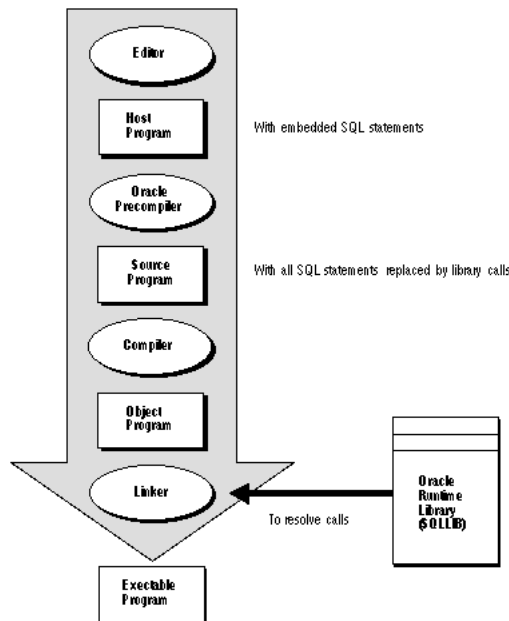 Editor
Host
Program
With embedded SQL statements
Oracle
Precompiler
Source
Program
With all SQL statements replaced by library calls
Compiler
Object
Program
Linker
To resolve calls
Oracle
Runtime
Library
(SQLLIB)
Exectable
Program